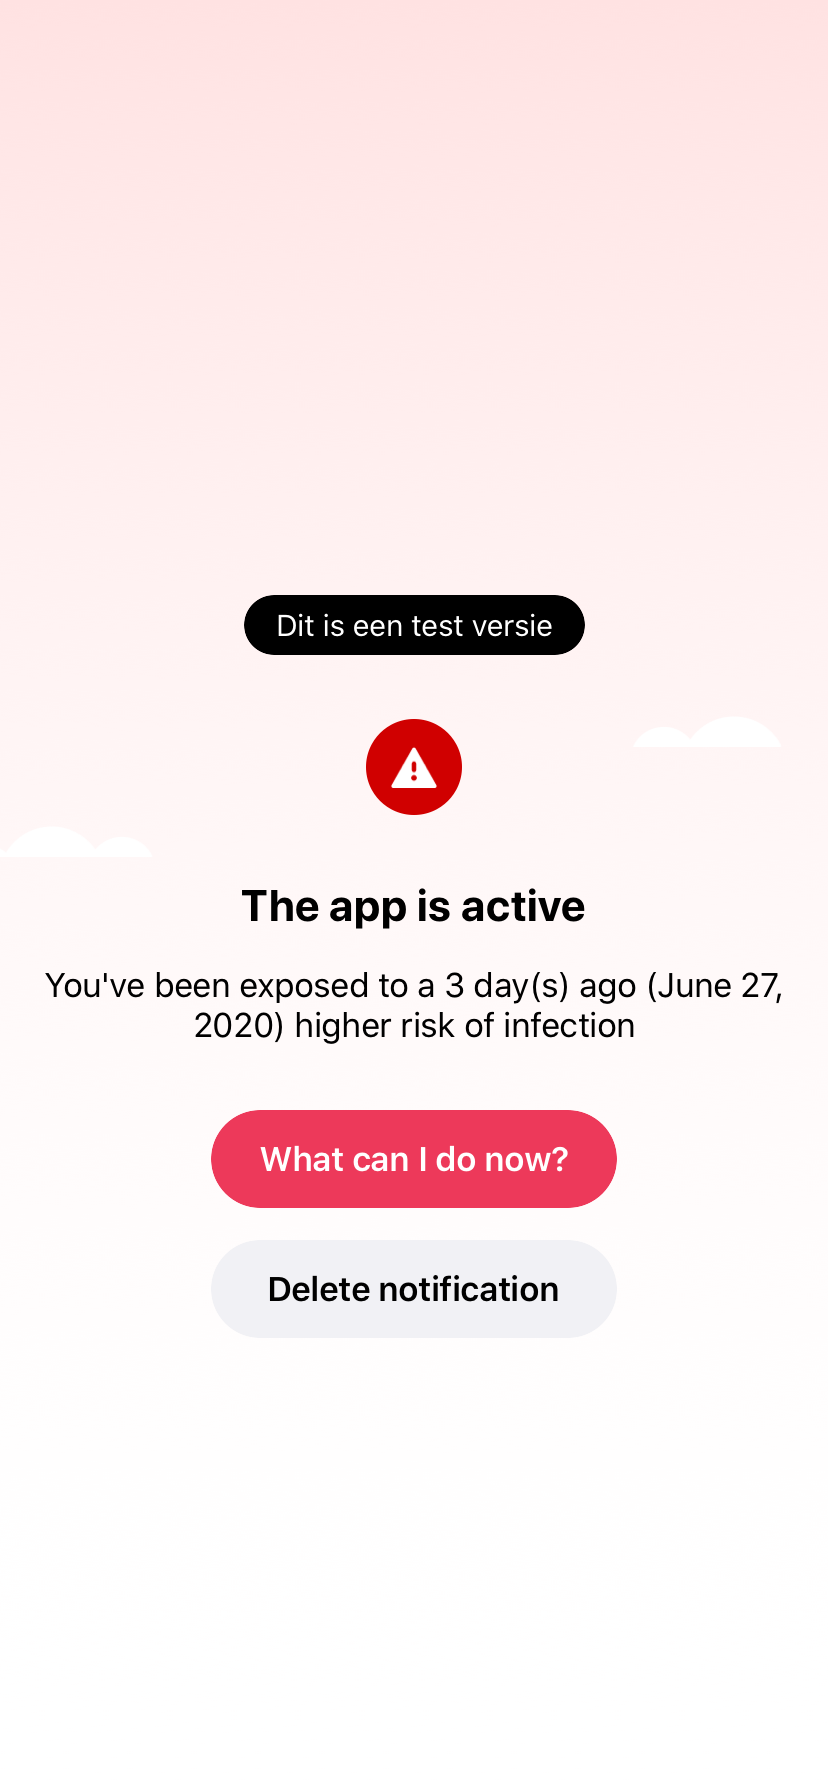 Dit is een test versie
The app is active
You've been exposed to a 3 day(s) ago (June 27,
2020) higher risk of infection
What can I do now?
Delete notification